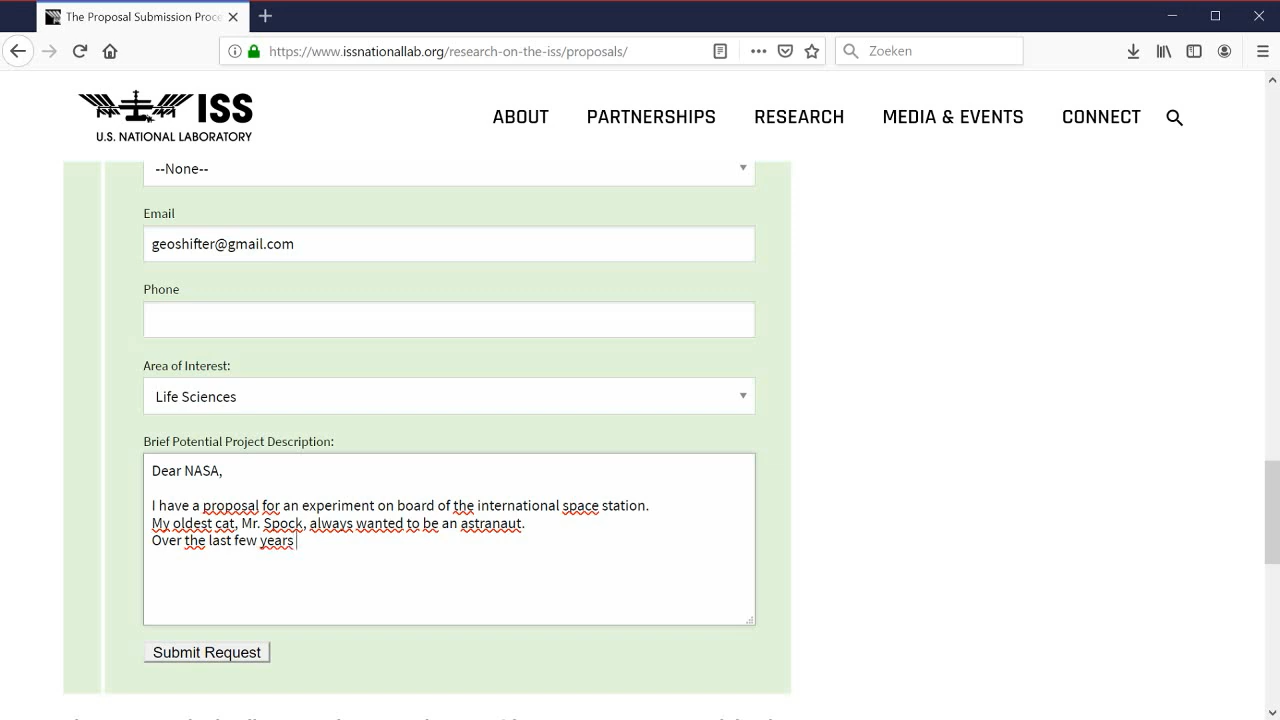 The Proposal Submission Proce
https://www.issnationallab.org/research-on-the-iss/proposals/
Zoeken
ISS
U.S. NATIONAL LABORATORY
ABOUT PARTNERSHIPS RESEARCH MEDIA & EVENTS CONNECT
--None--
Email
geoshifter@gmail.com
Phone
Area of Interest:
Life Sciences
Brief Potential Project Description:
Dear NASA,
I have a proposal for an experiment on board of the international space station.
My oldest cat, Mr. Spock, always wanted to be an astranaut.
Over the last few years
Submit Request